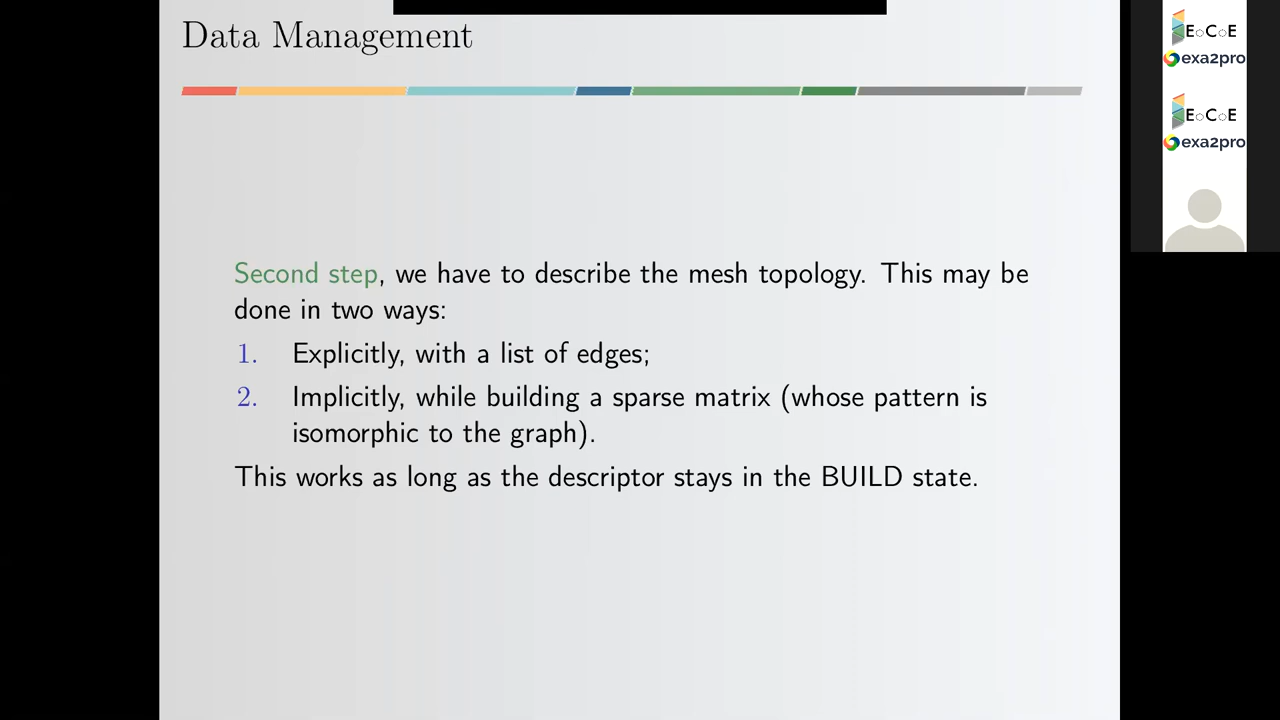 Data Management
Second step, we have to describe the mesh topology. This may be
done in two ways:
1. Explicitly, with a list of edges;
2. Implicitly, while building a sparse matrix (whose pattern is
isomorphic to the graph).
This works as long as the descriptor stays in the BUILD state.
EoCoE
exa2pro
EoCoE
exa2pro